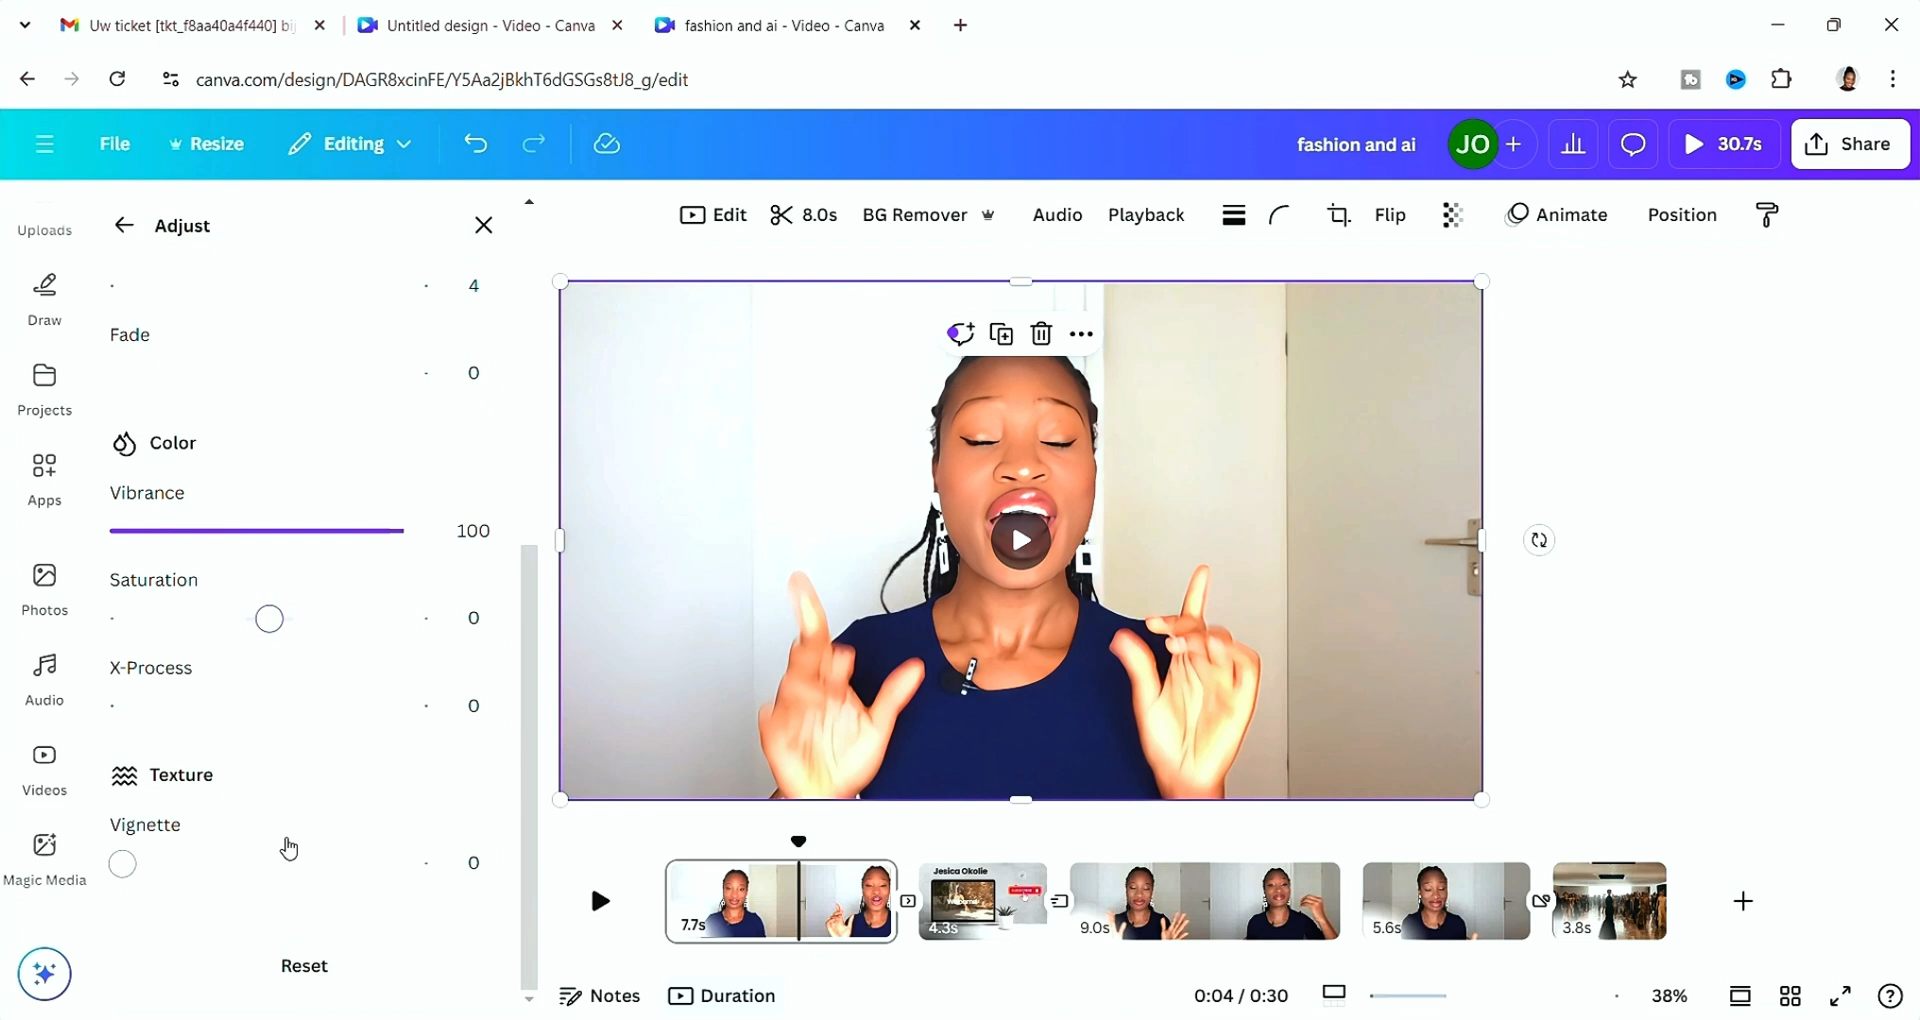 Uw ticket [tkt_f8aa40a4f440] bij
Untitled design - Video - Canva
fashion and ai - Video - Canva
canva.com/design/DAGR8xcinFE/Y5Aa2jBkhT6dGSGs8tJ8_g/edit
File
Resize
Editing
fashion and ai
JO
30.7s
Share
Uploads
Adjust
Edit
8.0s
BG Remover
Audio
Playback
Flip
Animate
Position
4
Draw
Fade
0
Projects
Color
Vibrance
100
Apps
Saturation
0
Photos
X-Process
0
Audio
Texture
Videos
Vignette
0
Magic Media
Reset
Jesica Okolie
7.7s
4.3s
9.0s
5.6s
3.8s
Notes
Duration
0:04 / 0:30
38%